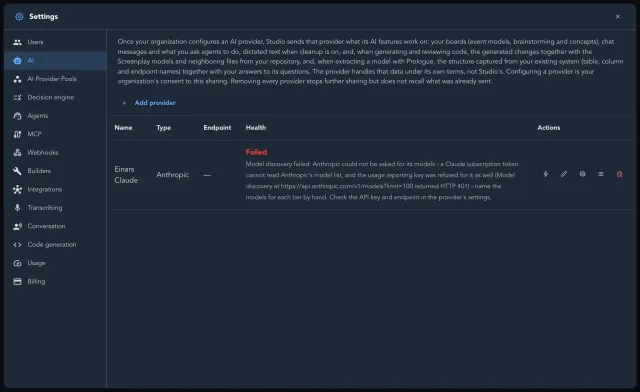 Settings
Users
AI
AI Provider Pools
Decision engine
Agents
MCP
Webhooks
Builders
Integrations
Transcribing
Conversation
Code generation
Usage
Billing
Once your organization configures an AI provider, Studio sends that provider what its AI features work on: your boards (event models, brainstorming and concepts); chat
messages and what you ask agents to do, dictated text when cleanup is on, and, when generating and reviewing code, the generated changes together with the
Screenplay models and neighboring files from your repository, and, when extracting a model with Prologue, the structure captured from your existing system (table, column
and endpoint names) together with your answers to its questions. The provider handles that data under its own terms, not Studio's. Configuring a provider is your
organization's consent to this sharing. Removing every provider stops further sharing but does not recall what was already sent.
+ Add provider
Name Type Endpoint Health Actions
Einars
Claude
Anthropic
—
Failed
Model discovery failed: Anthropic could not be asked for its models - a Claude subscription token
cannot read Anthropic's model list, and the usage reporting key was refused for it as well (Model
discovery at https://api.anthropic.com/v1/models?limit=100 returned HTTP 401) - name the
models for each tier by hand. Check the API key and endpoint in the provider's settings.